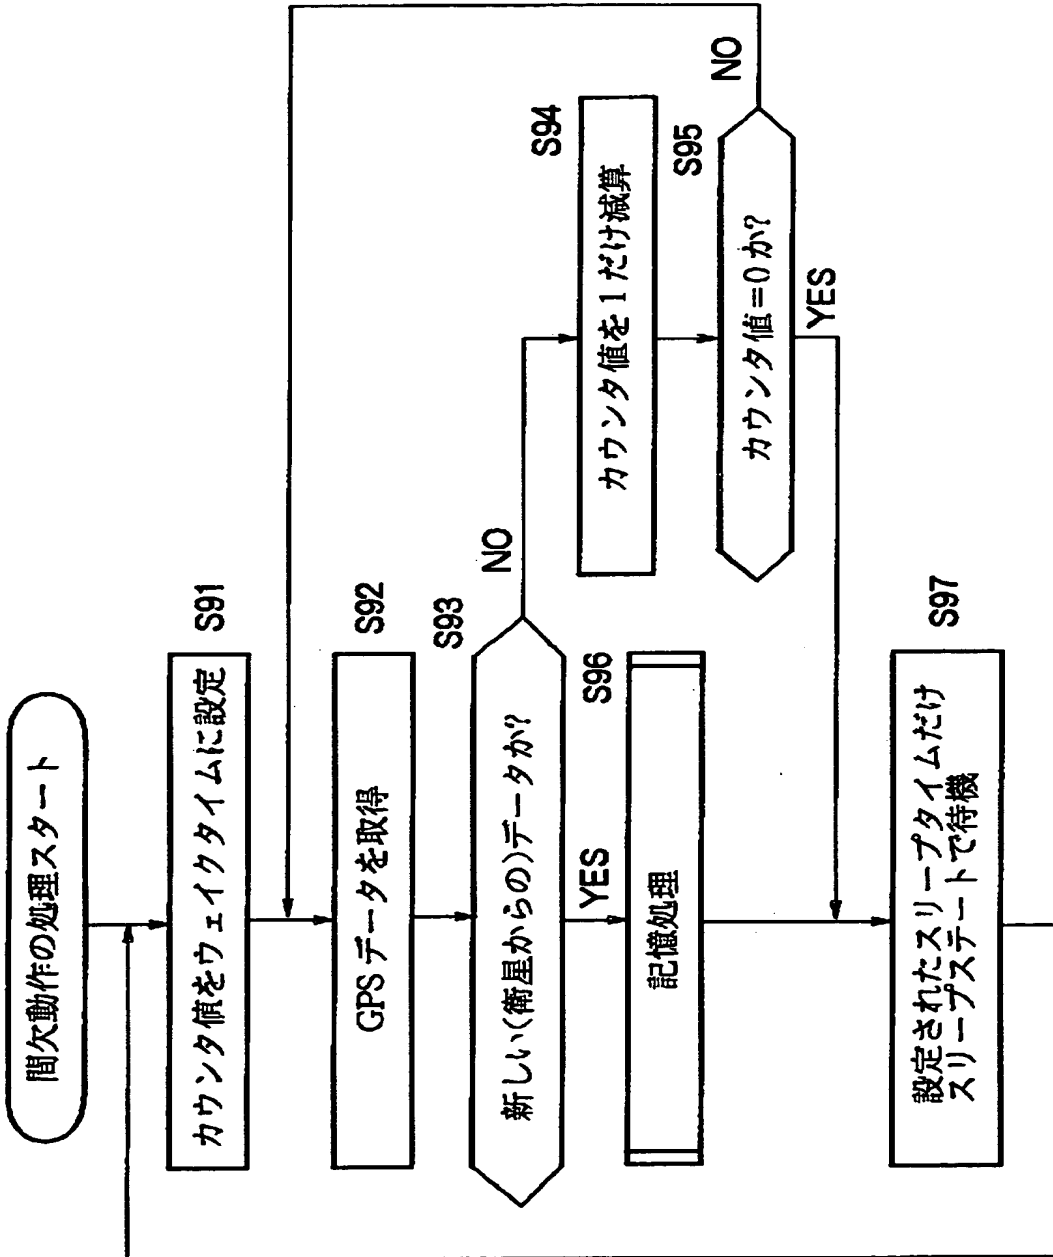 間欠動作の処理スタート
カウンタ値をウェイクタイムに設定
S91
GPSデータを取得
S92
新しい(衛星からの)データか?
S93
NO
YES
カウンタ値を1だけ減算
S94
カウンタ値=0か?
S95
NO
YES
記憶処理
S96
設定されたスリープタイムだけ
スリープステートで待機
S97